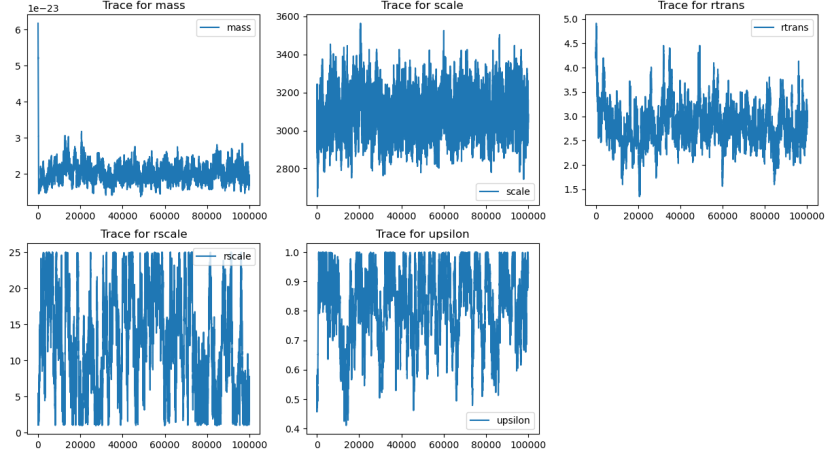 Trace for mass
1e−23
mass
6
5
4
3
2
0 20000 40000 60000 80000 100000
Trace for scale
3600
3400
3200
3000
2800
scale
0 20000 40000 60000 80000 100000
Trace for rtrans
5.0
rtrans
4.5
4.0
3.5
3.0
2.5
2.0
1.5
0 20000 40000 60000 80000 100000
Trace for rscale
25
rscale
20
15
10
5
0
0 20000 40000 60000 80000 100000
Trace for upsilon
1.0
0.9
0.8
0.7
0.6
0.5
0.4
upsilon
0 20000 40000 60000 80000 100000